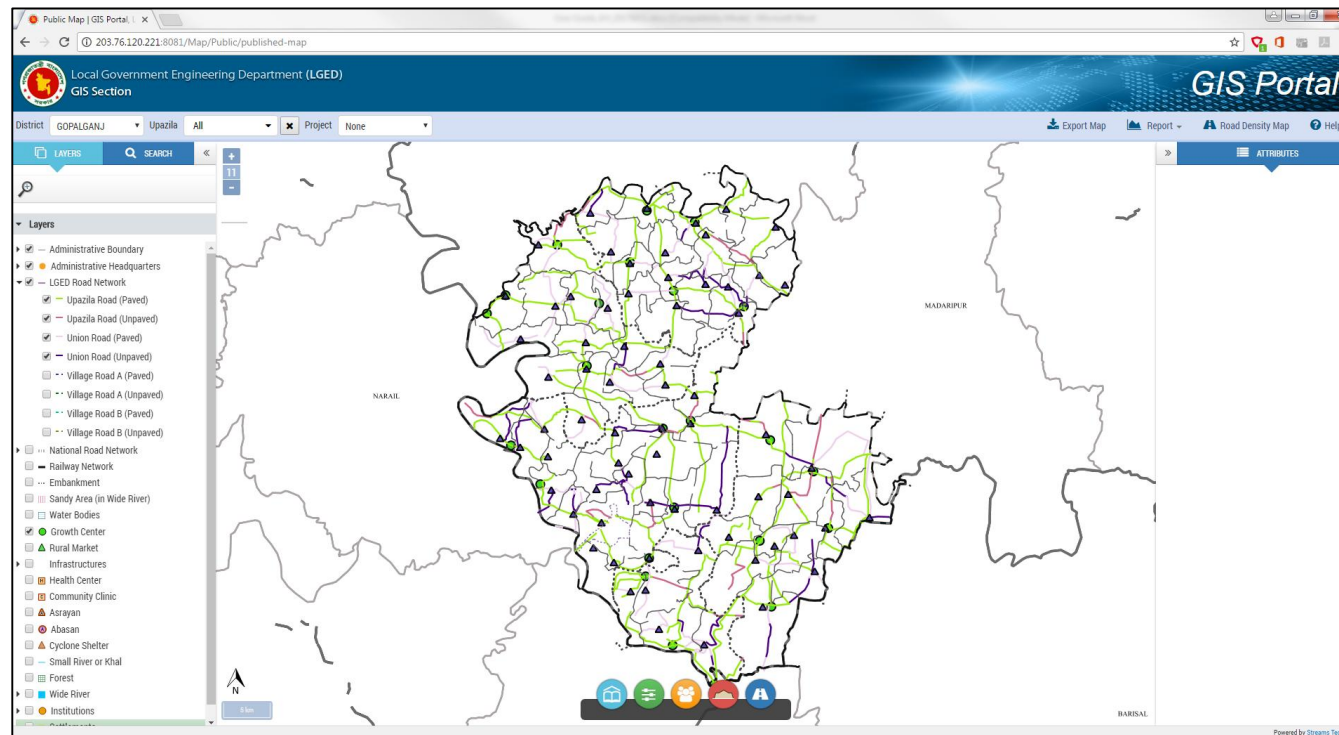 Public Map | GIS Portal, L
203.76.120.221:8081/Map/Public/published-map
Local Government Engineering Department (LGED)
GIS Section
GIS Portal
District GOPALGANJ Upazila All Project None Export Map Report Road Density Map Help
LAYERS SEARCH
ATTRIBUTES
+
11
-
Layers
Administrative Boundary
Administrative Headquarters
LGED Road Network
Upazila Road (Paved)
Upazila Road (Unpaved)
Union Road (Paved)
Union Road (Unpaved)
Village Road A (Paved)
Village Road A (Unpaved)
Village Road B (Paved)
Village Road B (Unpaved)
National Road Network
Railway Network
Embankment
Sandy Area (in Wide River)
Water Bodies
Growth Center
Rural Market
Infrastructures
Health Center
Community Clinic
Asrayan
Abasan
Cyclone Shelter
Small River or Khal
Forest
Wide River
Institutions
Settlements
MADARIPUR
NARAIL
BARISAL
N
Powered by Streams Te